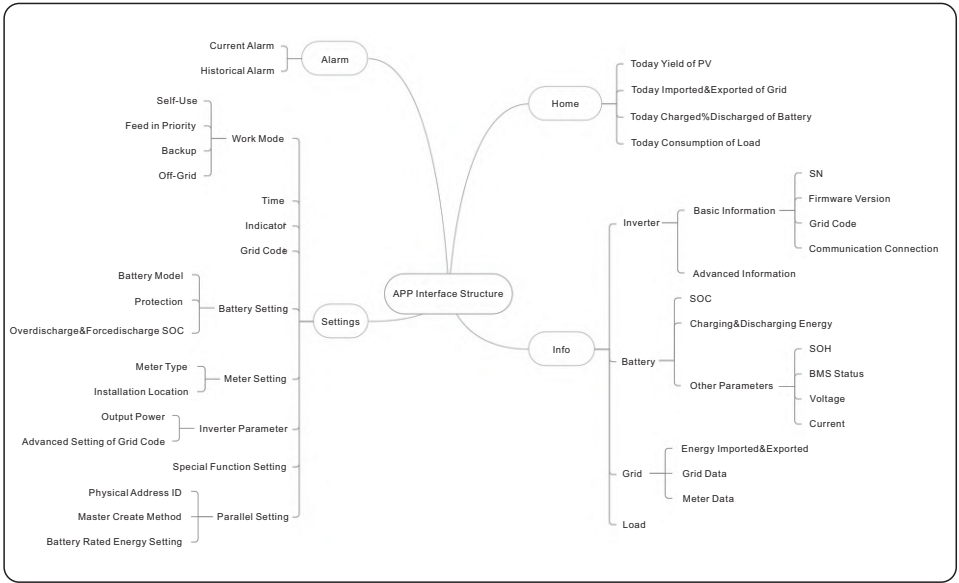 APP Interface Structure
Alarm
Current Alarm
Historical Alarm
Settings
Work Mode
Self-Use
Feed in Priority
Backup
Off-Grid
Time
Indicator
Grid Code
Battery Setting
Battery Model
Protection
Overdischarge&Forcedischarge SOC
Meter Setting
Meter Type
Installation Location
Inverter Parameter
Output Power
Advanced Setting of Grid Code
Special Function Setting
Parallel Setting
Physical Address ID
Master Create Method
Battery Rated Energy Setting
Home
Today Yield of PV
Today Imported&Exported of Grid
Today Charged%Discharged of Battery
Today Consumption of Load
Info
Inverter
Basic Information
SN
Firmware Version
Grid Code
Communication Connection
Advanced Information
Battery
SOC
Charging&Discharging Energy
Other Parameters
SOH
BMS Status
Voltage
Current
Grid
Energy Imported&Exported
Grid Data
Meter Data
Load